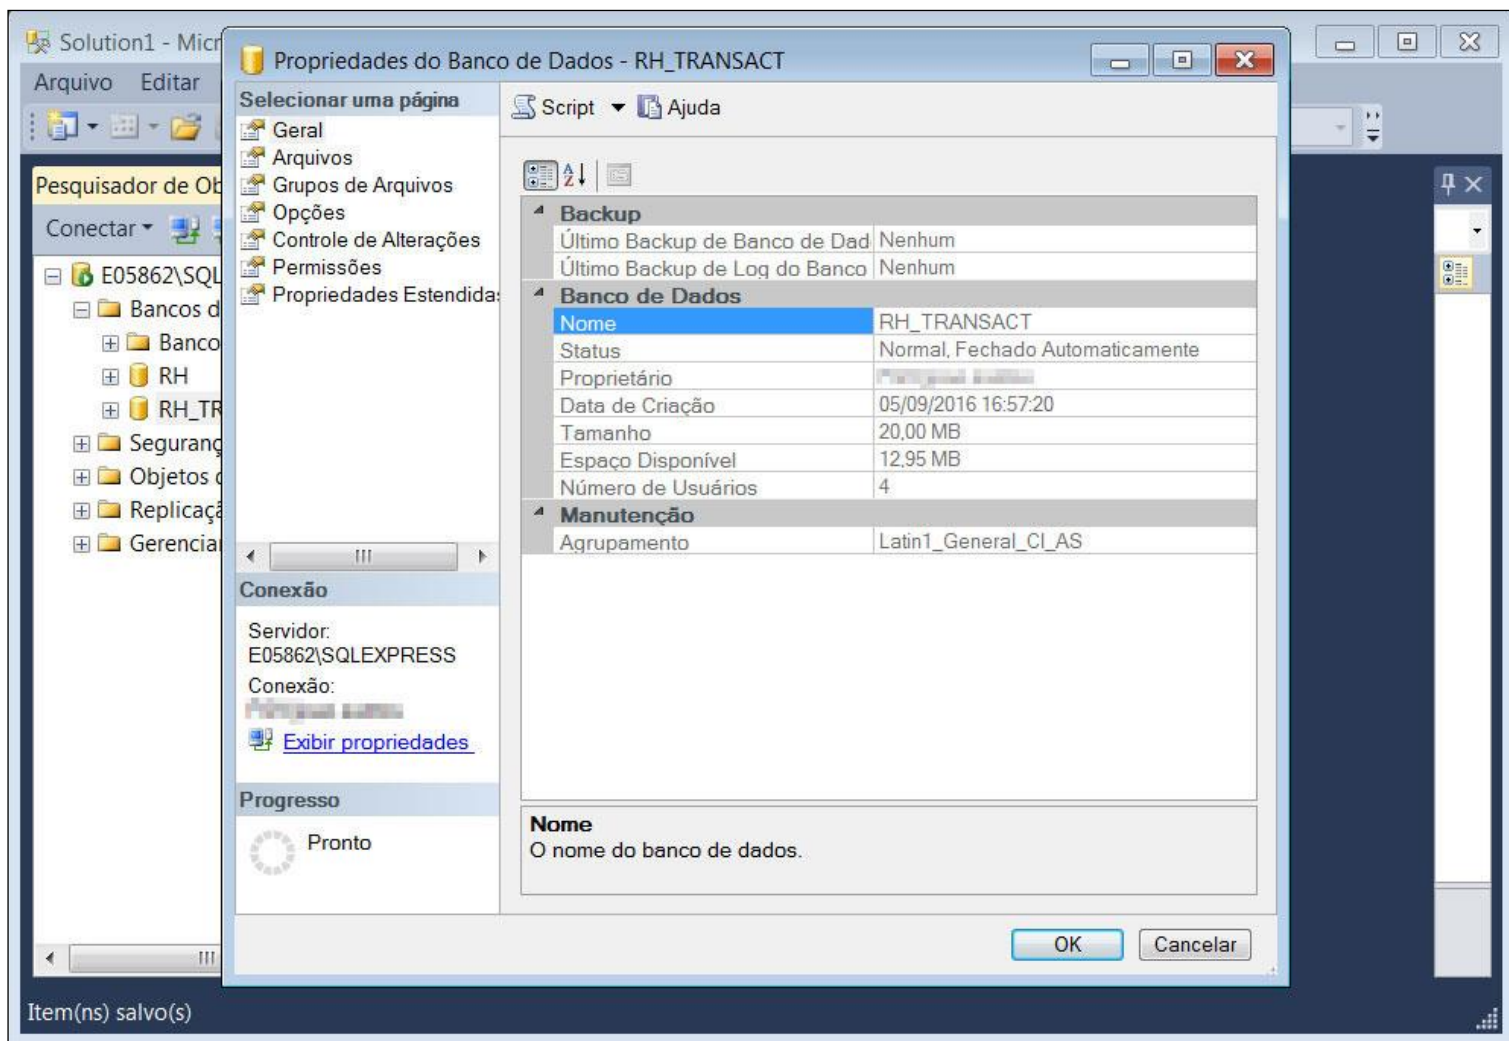 Solution1 - Micr
Arquivo Editar
Pesquisador de Ob
Conectar
E05862\SQL
Bancos d
Banco
RH
RH_TR
Seguranç
Objetos d
Replicaçã
Gerenciar
Item(ns) salvo(s)
Propriedades do Banco de Dados - RH_TRANSACT
Selecionar uma página
Geral
Arquivos
Grupos de Arquivos
Opções
Controle de Alterações
Permissões
Propriedades Estendidas
Conexão
Servidor:
E05862\SQLEXPRESS
Conexão:
Exibir propriedades
Progresso
Pronto
Script Ajuda
Backup
Último Backup de Banco de Dad Nenhum
Último Backup de Log do Banco Nenhum
Banco de Dados
Nome RH_TRANSACT
Status Normal, Fechado Automaticamente
Proprietário
Data de Criação 05/09/2016 16:57:20
Tamanho 20,00 MB
Espaço Disponível 12,95 MB
Número de Usuários 4
Manutenção
Agrupamento Latin1_General_CI_AS
Nome
O nome do banco de dados.
OK Cancelar